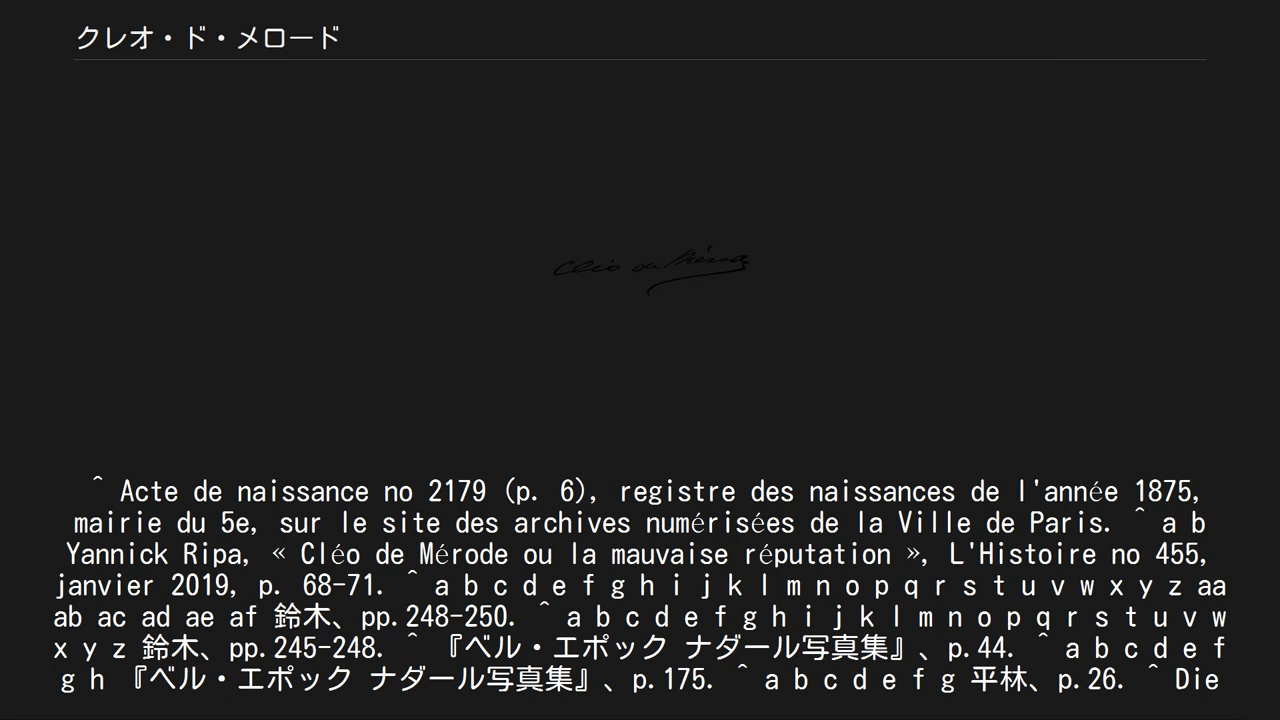 クレオ・ド・メロード
Cléo de Mérode
^ Acte de naissance no 2179 (p. 6), registre des naissances de l'année 1875,
mairie du 5e, sur le site des archives numérisées de la Ville de Paris. ^ a b
Yannick Ripa, « Cléo de Mérode ou la mauvaise réputation », L'Histoire no 455,
janvier 2019, p. 68-71. ^ a b c d e f g h i j k l m n o p q r s t u v w x y z aa
ab ac ad ae af 鈴木、pp.248-250. ^ a b c d e f g h i j k l m n o p q r s t u v w
x y z 鈴木、pp.245-248. ^ 『ベル・エポック ナダール写真集』、p.44. ^ a b c d e f
g h 『ベル・エポック ナダール写真集』、p.175. ^ a b c d e f g 平林、p.26. ^ Die